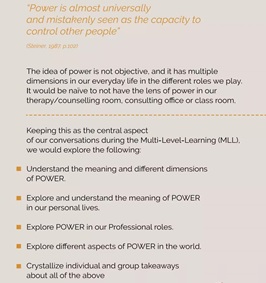 "Power is almost universally
and mistakenly seen as the capacity to
control other people"
The idea of power is not objective, and it has multiple
dimensions in our everyday life in the different roles we play.
It would be naïve to not have the lens of power in our
therapy/counselling room, consulting office or class room.
Keeping this as the central aspect
of our conversations during the Multi-Level-Learning (MLL),
we would explore the following:
Understand the meaning and different dimensions
of POWER.
Explore and understand the meaning of POWER
in our personal lives.
Explore POWER in our Professional roles.
Explore different aspects of POWER in the world.
Crystallize individual and group takeaways
about all of the above